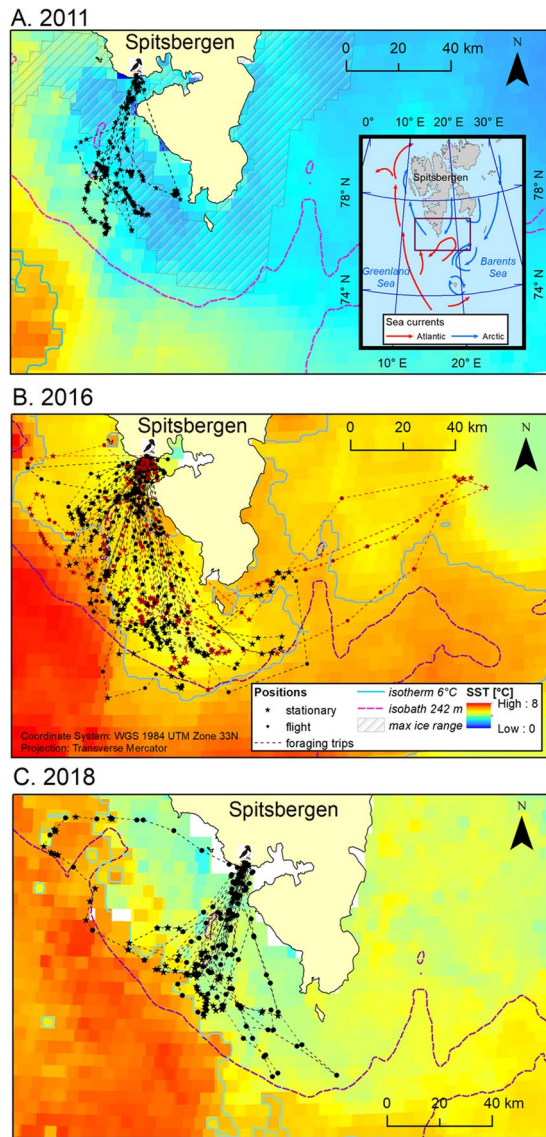 A. 2011
Spitsbergen
0 20 40 km
N
0° 10° E 20° E 30° E
Spitsbergen
78° N
78° N
Greenland Sea
Barents Sea
74° N
74° N
Sea currents
Atlantic Arctic
10° E 20° E
B. 2016
Spitsbergen
0 20 40 km
N
Positions
stationary
flight
foraging trips
isotherm 6°C
isobath 242 m
max ice range
SST [°C]
High : 8
Low : 0
Coordinate System: WGS 1984 UTM Zone 33N
Projection: Transverse Mercator
C. 2018
Spitsbergen
N
0 20 40 km